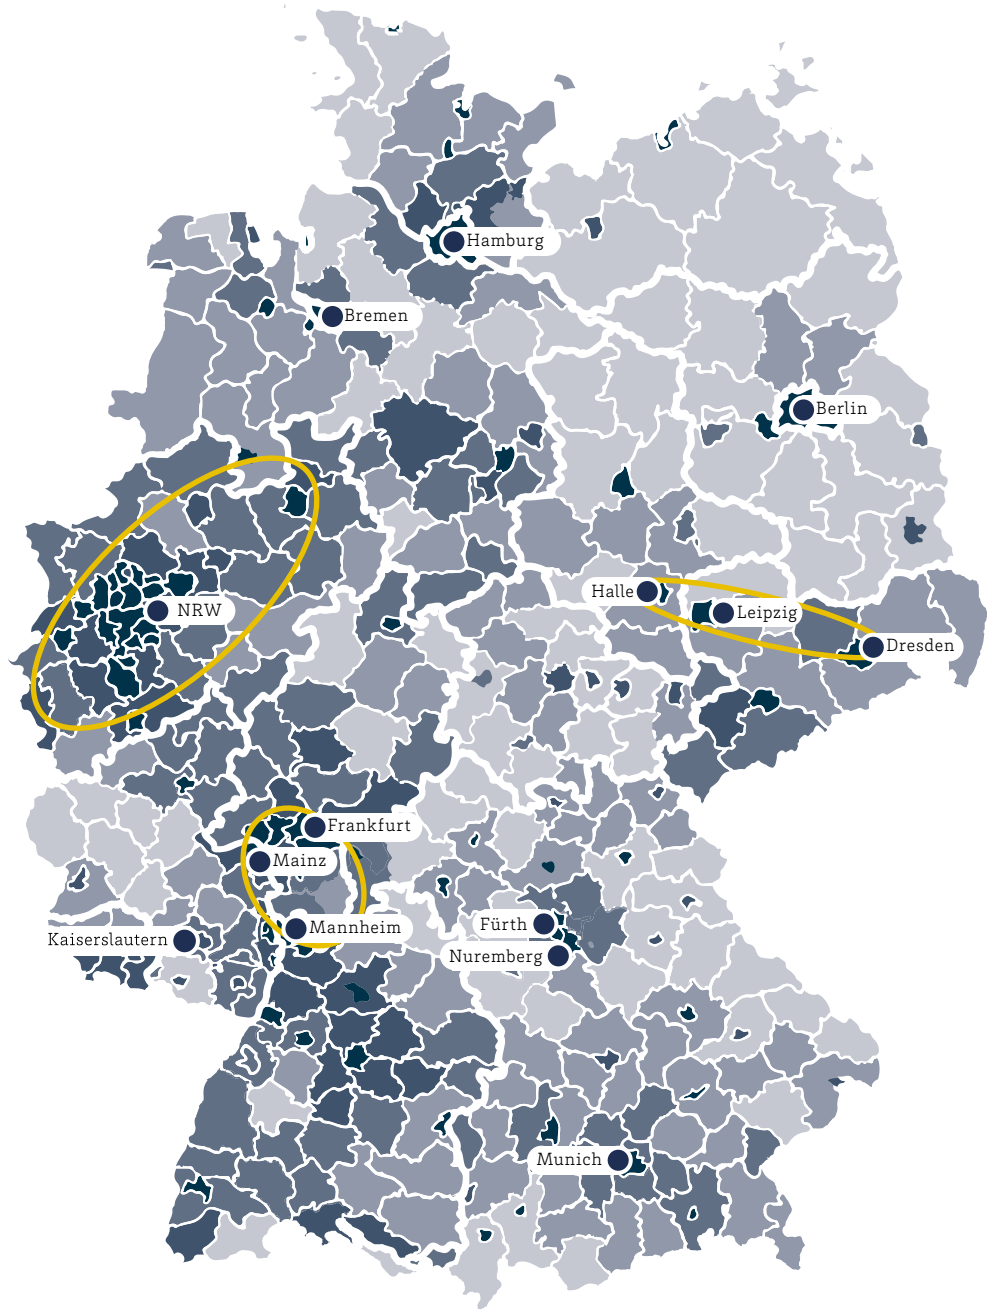 Hamburg
Bremen
Berlin
Halle
NRW
Leipzig
Dresden
Frankfurt
Mainz
Fürth
Mannheim
Kaiserslautern
Nuremberg
Munich